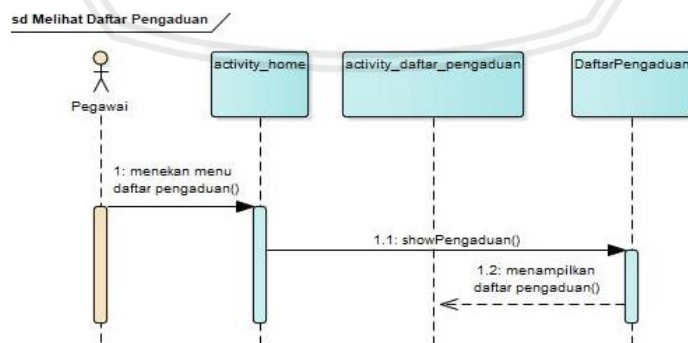 sd Melihat Daftar Pengaduan
activity_home
activity_daftar_pengaduan
DaftarPengaduan
Pegawai
1: menekan menu
daftar pengaduan()
1.1: showPengaduan()
1.2: menampilkan
daftar pengaduan()